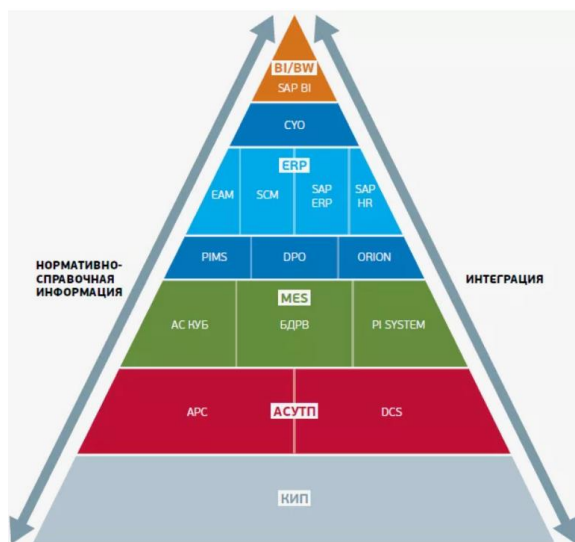 BI/BW
SAP BI
СУО
ERP
EAM
SCM
SAP
ERP
SAP
HR
PIMS
DPO
ORION
НОРМАТИВНО-
СПРАВОЧНАЯ
ИНФОРМАЦИЯ
ИНТЕГРАЦИЯ
MES
АС КУБ
БДРВ
PI SYSTEM
APC
АСУТП
DCS
КИП